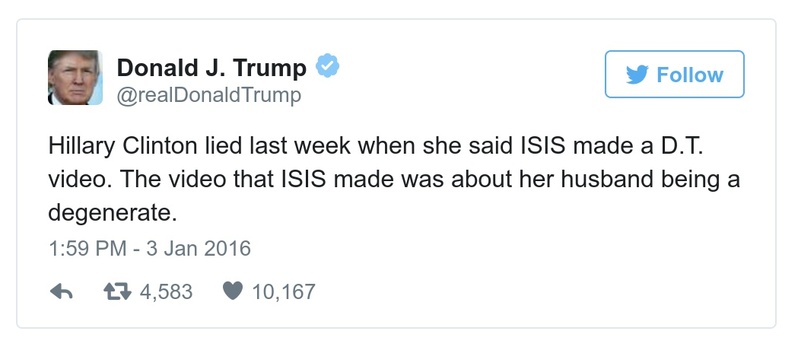 Donald J. Trump
@realDonaldTrump
Follow
Hillary Clinton lied last week when she said ISIS made a D.T.
video. The video that ISIS made was about her husband being a
degenerate.
1:59 PM - 3 Jan 2016
4,583 10,167